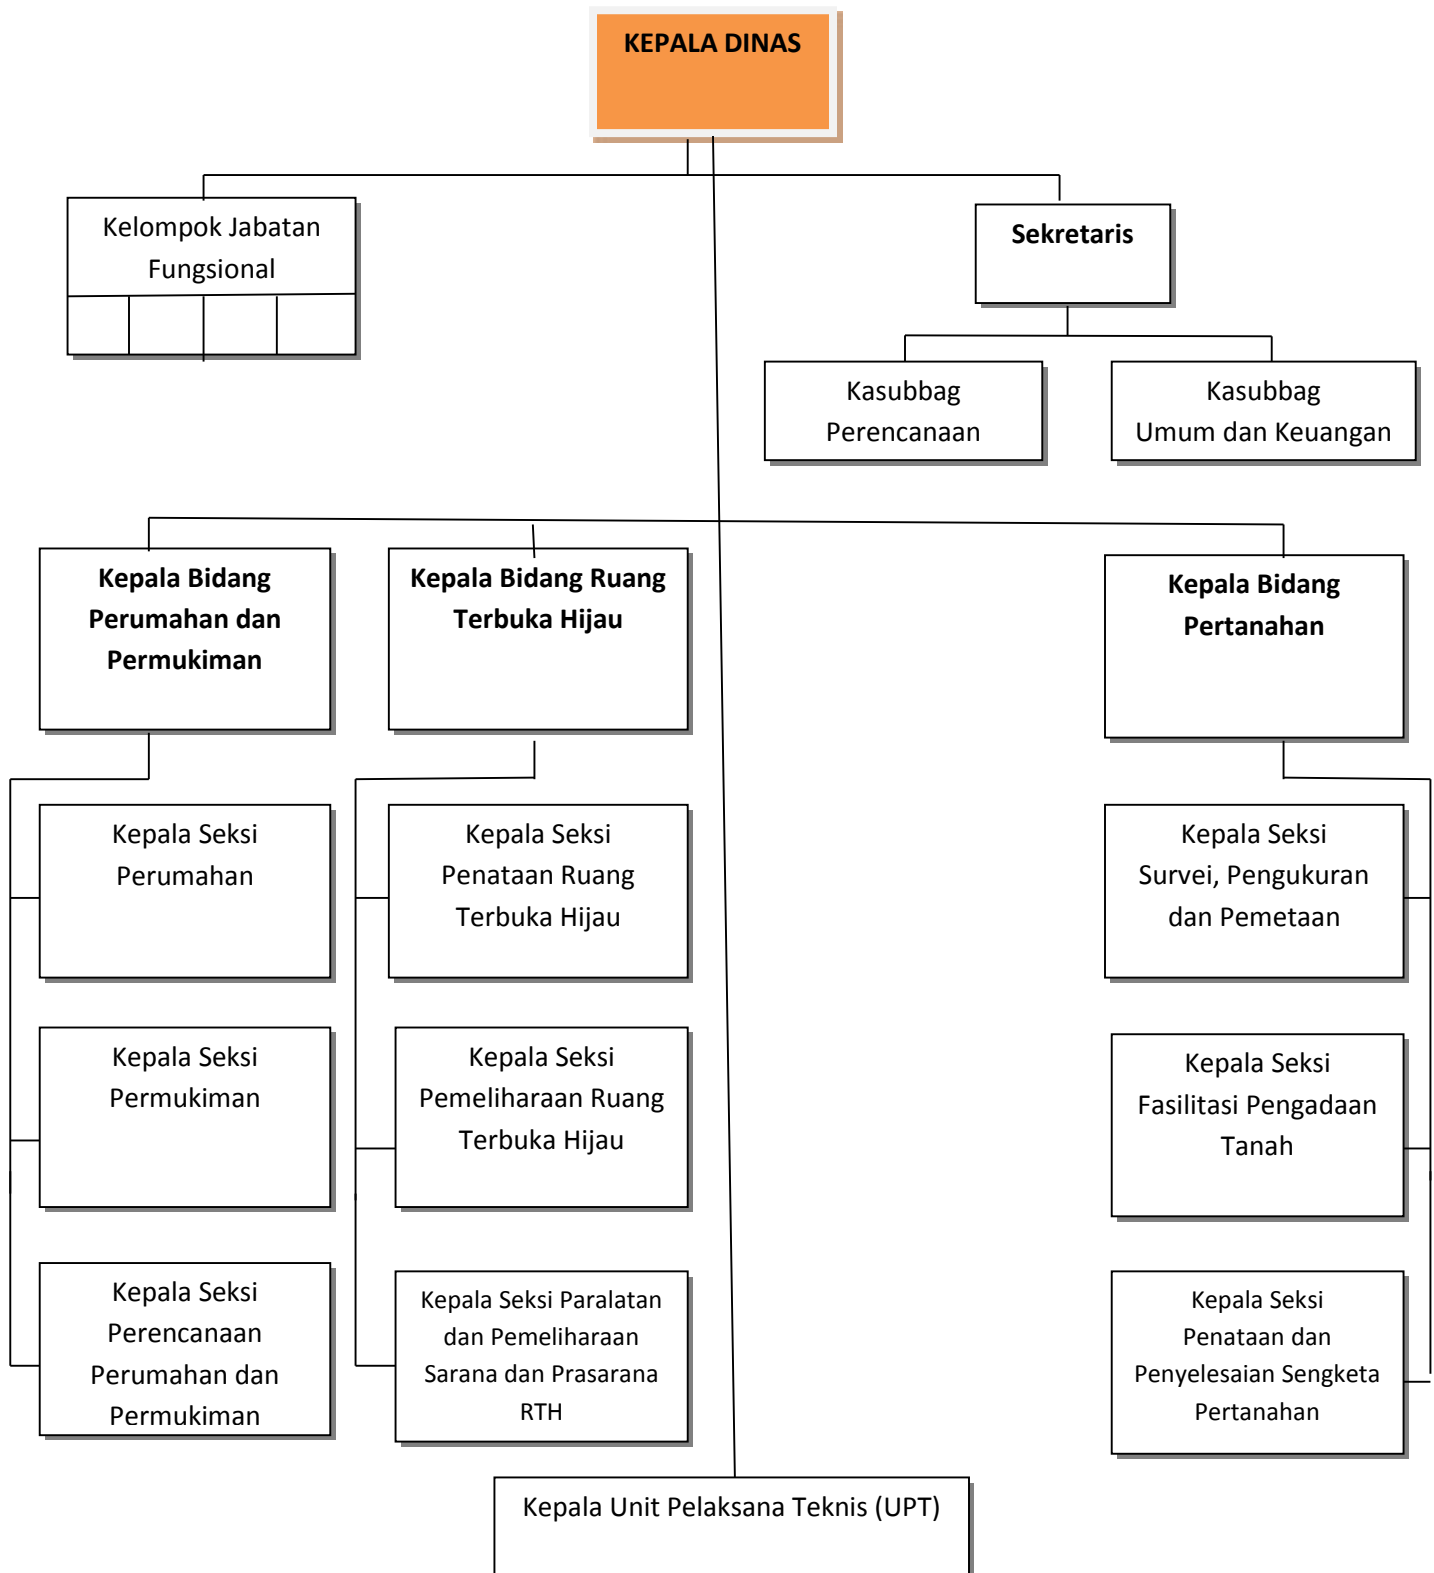 KEPALA DINAS
Kelompok Jabatan
Fungsional
Sekretaris
Kasubbag
Perencanaan
Kasubbag
Umum dan Keuangan
Kepala Bidang
Perumahan dan
Permukiman
Kepala Bidang Ruang
Terbuka Hijau
Kepala Bidang
Pertanahan
Kepala Seksi
Perumahan
Kepala Seksi
Penataan Ruang
Terbuka Hijau
Kepala Seksi
Survei, Pengukuran
dan Pemetaan
Kepala Seksi
Permukiman
Kepala Seksi
Pemeliharaan Ruang
Terbuka Hijau
Kepala Seksi
Fasilitasi Pengadaan
Tanah
Kepala Seksi
Perencanaan
Perumahan dan
Permukiman
Kepala Seksi Paralatan
dan Pemeliharaan
Sarana dan Prasarana
RTH
Kepala Seksi
Penataan dan
Penyelesaian Sengketa
Pertanahan
Kepala Unit Pelaksana Teknis (UPT)